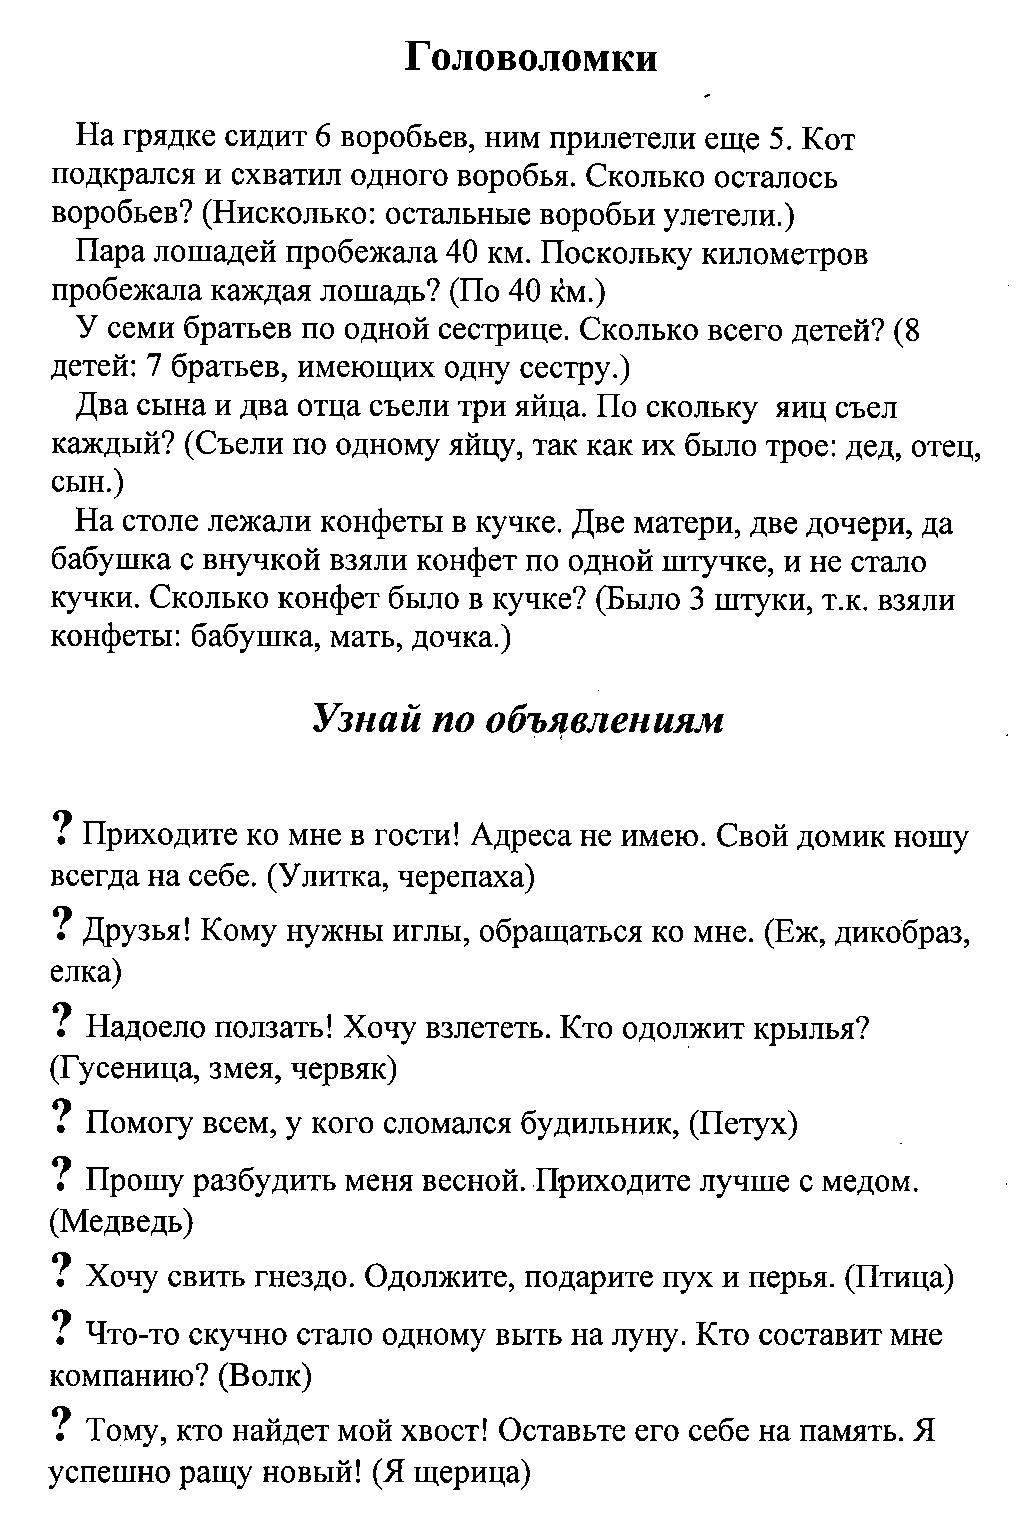 Головоломки
На грядке сидит 6 воробьев, ним прилетели еще 5. Кот
подкрался и схватил одного воробья. Сколько осталось
воробьев? (Нисколько: остальные воробьи улетели.)
Пара лошадей пробежала 40 км. Поскольку километров
пробежала каждая лошадь? (По 40 км.)
У семи братьев по одной сестрице. Сколько всего детей? (8
детей: 7 братьев, имеющих одну сестру.)
Два сына и два отца съели три яйца. По скольку яиц съел
каждый? (Съели по одному яйцу, так как их было трое: дед, отец,
сын.)
На столе лежали конфеты в кучке. Две матери, две дочери, да
бабушка с внучкой взяли конфет по одной штучке, и не стало
кучки. Сколько конфет было в кучке? (Было 3 штуки, т.к. взяли
конфеты: бабушка, мать, дочка.)
Узнай по объявлениям
? Приходите ко мне в гости! Адреса не имею. Свой домик ношу
всегда на себе. (Улитка, черепаха)
? Друзья! Кому нужны иглы, обращаться ко мне. (Еж, дикобраз,
елка)
? Надоело ползать! Хочу взлететь. Кто одолжит крылья?
(Гусеница, змея, червяк)
? Помогу всем, у кого сломался будильник, (Петух)
? Прошу разбудить меня весной. Приходите лучше с медом.
(Медведь)
? Хочу свить гнездо. Одолжите, подарите пух и перья. (Птица)
? Что-то скучно стало одному выть на луну. Кто составит мне
компанию? (Волк)
? Тому, кто найдет мой хвост! Оставьте его себе на память. Я
успешно ращу новый! (Я щерица)